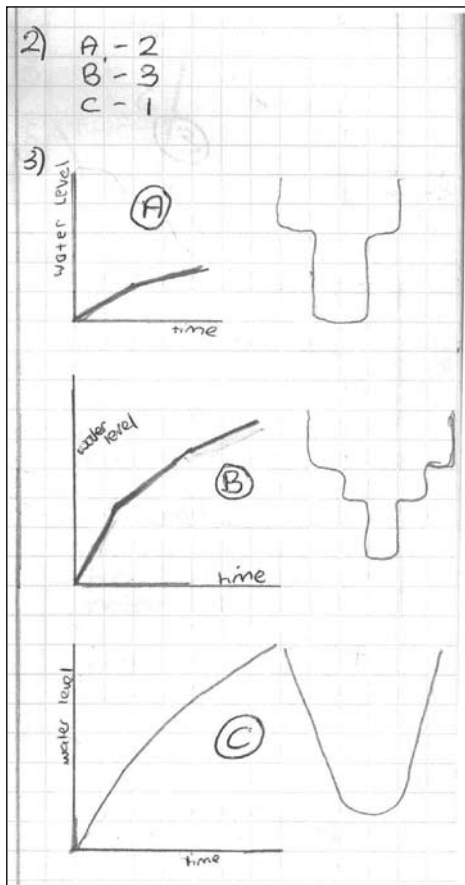 2) A - 2
B - 3
C - 1
3)
water level
A
time
water level
B
time
water level
C
time